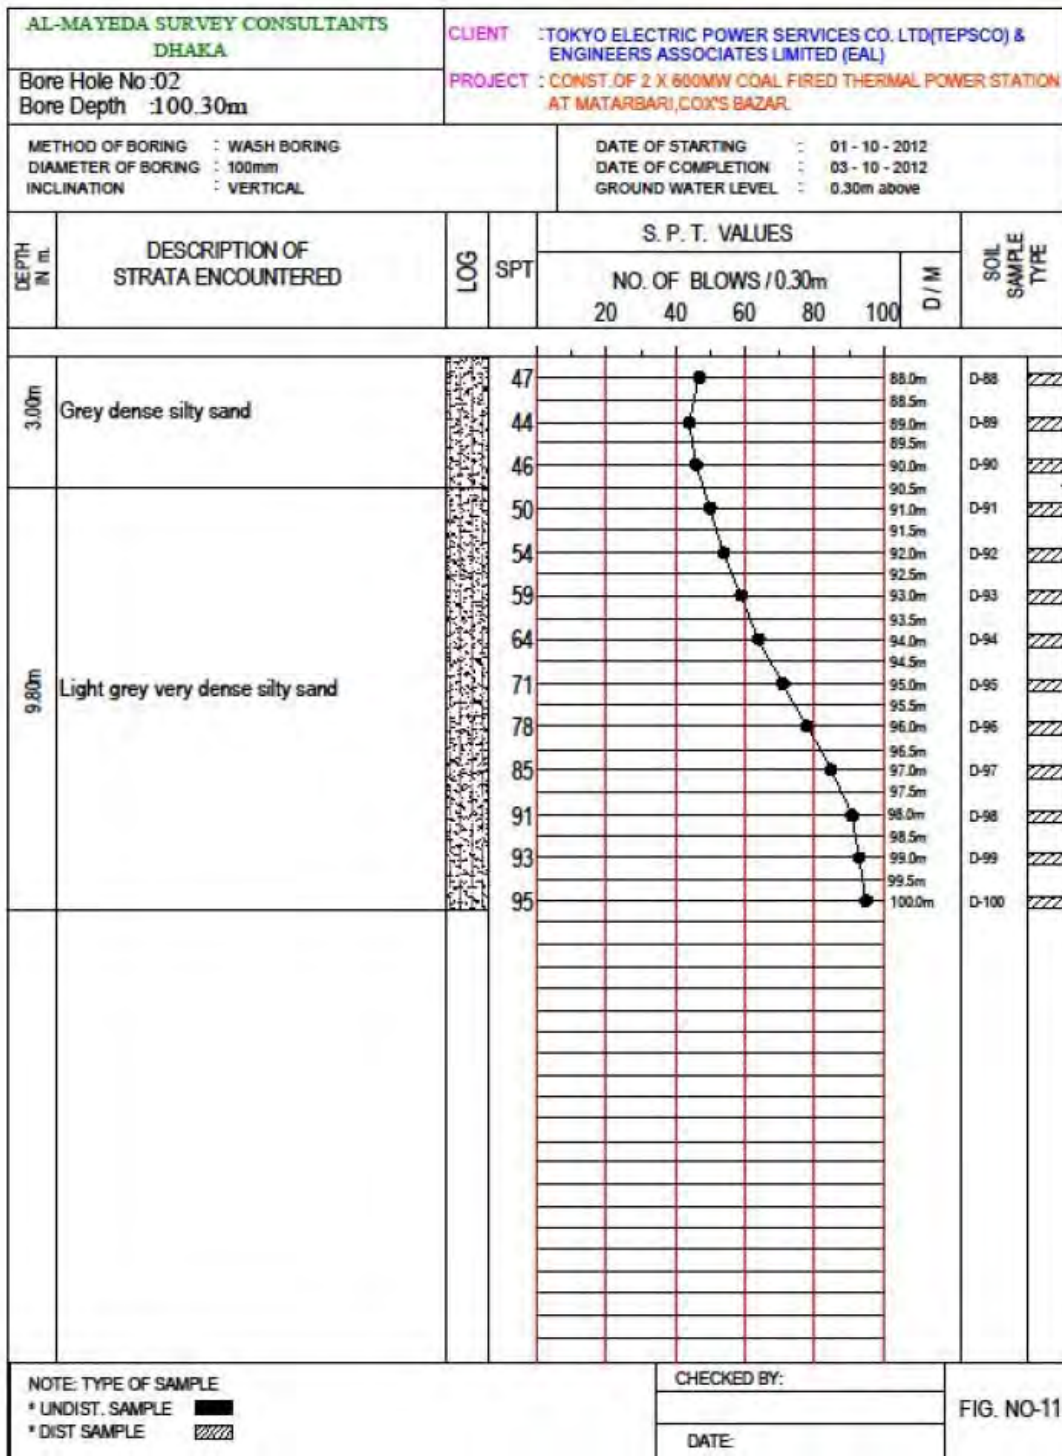 AL-MAYEDA SURVEY CONSULTANTS
DHAKA
Bore Hole No :02
Bore Depth :100.30m
CLIENT : TOKYO ELECTRIC POWER SERVICES CO. LTD(TEPSCO) &
ENGINEERS ASSOCIATES LIMITED (EAL)
PROJECT : CONST.OF 2 X 600MW COAL FIRED THERMAL POWER STATION
AT MATARBARI,COX'S BAZAR.
METHOD OF BORING : WASH BORING
DIAMETER OF BORING : 100mm
INCLINATION : VERTICAL
DATE OF STARTING : 01 - 10 - 2012
DATE OF COMPLETION : 03 - 10 - 2012
GROUND WATER LEVEL : 0.30m above
DEPTH
IN m.
DESCRIPTION OF
STRATA ENCOUNTERED
LOG
SPT
S. P. T. VALUES
NO. OF BLOWS / 0.30m
20 40 60 80 100
D / M
SOIL
SAMPLE
TYPE
3.00m
Grey dense silty sand
9.80m
Light grey very dense silty sand
47 88.0m D-88
88.5m
44 89.0m D-89
89.5m
46 90.0m D-90
90.5m
50 91.0m D-91
91.5m
54 92.0m D-92
92.5m
59 93.0m D-93
93.5m
64 94.0m D-94
94.5m
71 95.0m D-95
95.5m
78 96.0m D-96
96.5m
85 97.0m D-97
97.5m
91 98.0m D-98
98.5m
93 99.0m D-99
99.5m
95 100.0m D-100
NOTE: TYPE OF SAMPLE
* UNDIST. SAMPLE
* DIST SAMPLE
CHECKED BY:
DATE:
FIG. NO-11